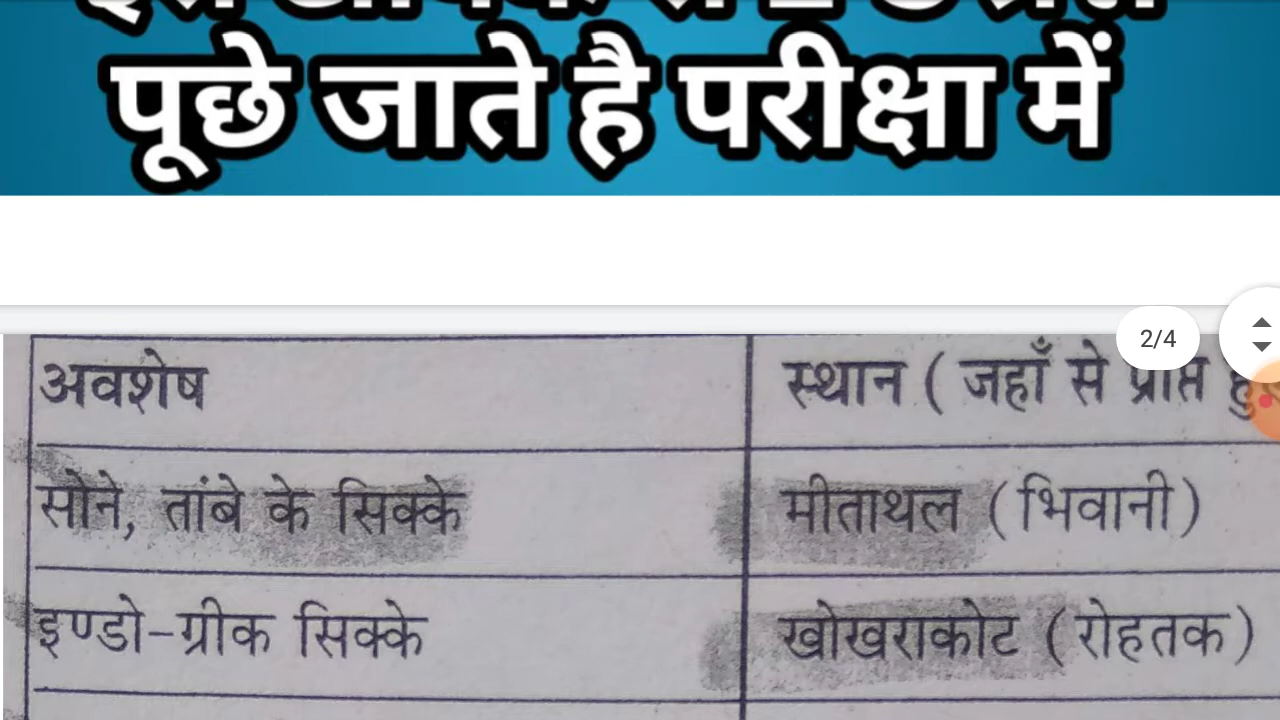 पूछे जाते है परीक्षा में
2/4
अवशेष स्थान ( जहाँ से प्राप्त
सोने, तांबे के सिक्के मीताथल ( भिवानी )
इण्डो-ग्रीक सिक्के खोखराकोट ( रोहतक )